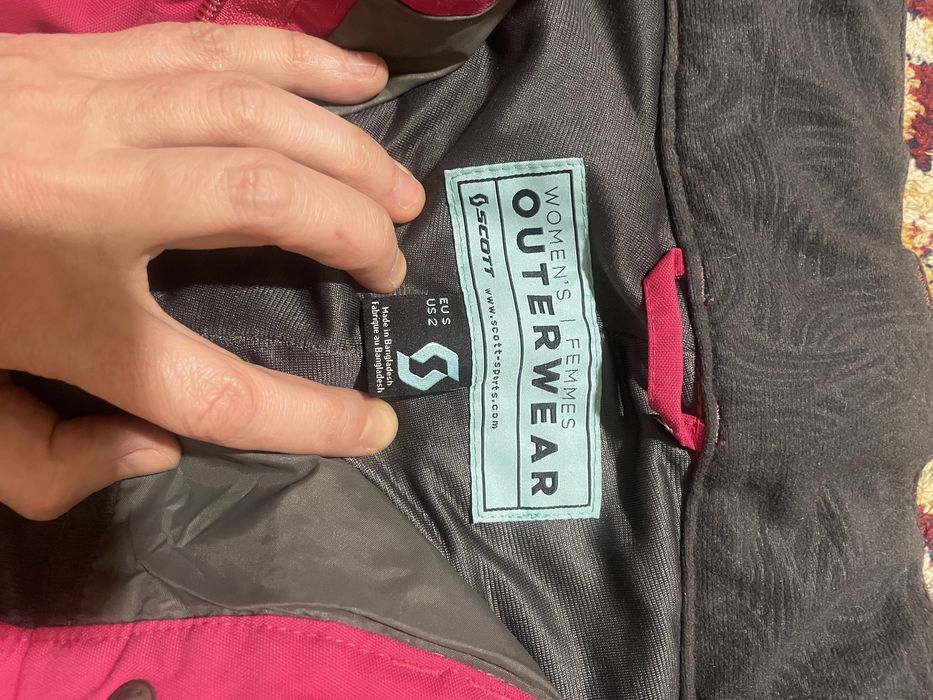 WOMEN'S | FEMMES
OUTERWEAR
SCOTT www.scott-sports.com
EU S
US 2
Made in Bangladesh
Fabriqué au Bangladesh